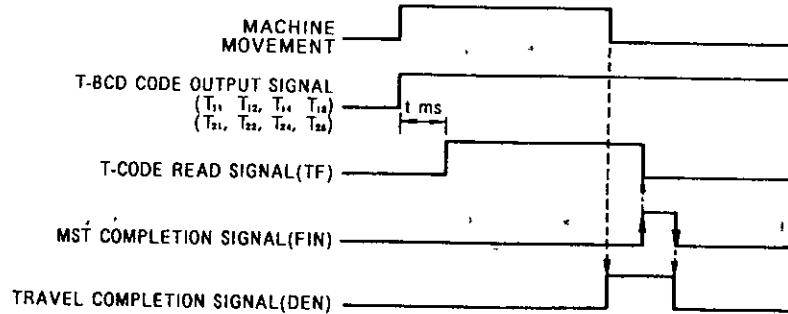 MACHINE
MOVEMENT
T-BCD CODE OUTPUT SIGNAL
(T₁₁ T₁₂, T₁₄ T₁₈)
(T₂₁, T₂₂, T₂₄, T₂₈)
t ms
T-CODE READ SIGNAL(TF)
MST COMPLETION SIGNAL(FIN)
TRAVEL COMPLETION SIGNAL(DEN)